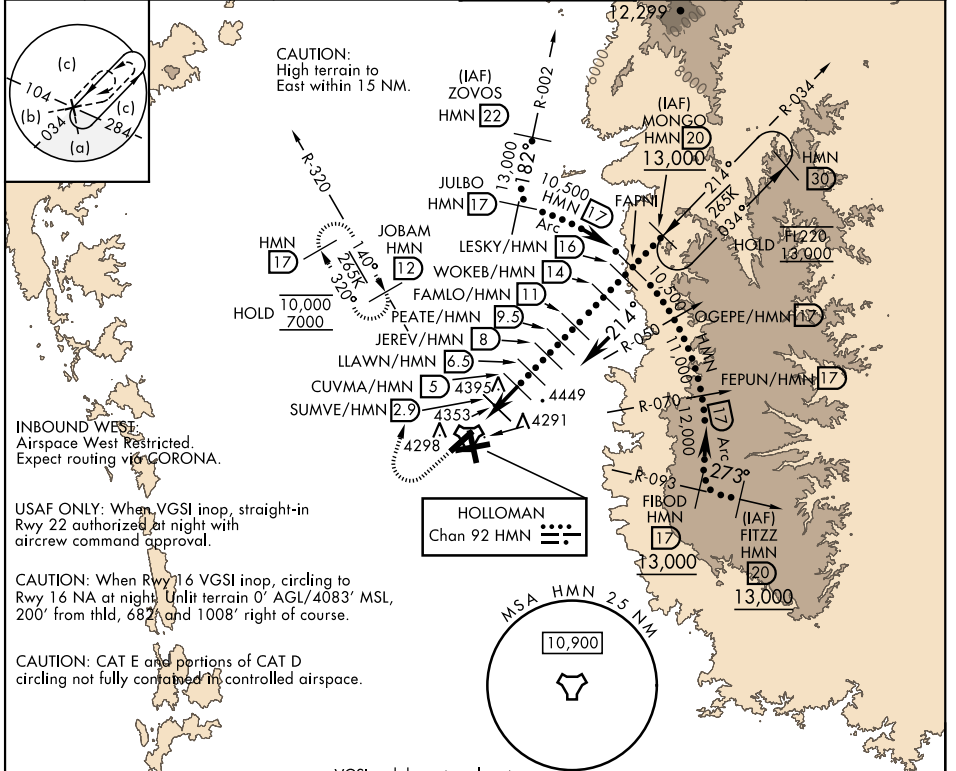 12,299
10,000
8000
8000
(c)
104
(b)
034
(c)
284
(a)
CAUTION:
High terrain to
East within 15 NM.
(IAF)
ZOVOS
HMN 22
R-002
13,000
182°
(IAF)
MONGO
HMN 20
13,000
R-034
214°
265K
034°
HMN
30
HOLD FL220
13,000
R-320
JULBO
HMN 17
10,500
HMN 17
Arc
FAPNI
HMN
17
140°
265K
320°
JOBAM
HMN
12
HOLD 10,000
7000
LESKY/HMN 16
WOKEB/HMN 14
FAMLO/HMN 11
PEATE/HMN 9.5
JEREV/HMN 8
LLAWN/HMN 6.5
CUVMA/HMN 5
SUMVE/HMN 2.9
4395
4449
4353
4291
4298
214°
R-050
10,500
OGEPE/HMN 17
11,000
HMN
FEPUN/HMN 17
R-070
12,000
17
Arc
R-093
273°
FIBOD
HMN
17
13,000
(IAF)
FITZZ
HMN
20
13,000
INBOUND WEST:
Airspace West Restricted.
Expect routing via CORONA.
USAF ONLY: When VGSI inop, straight-in
Rwy 22 authorized at night with
aircrew command approval.
HOLLOMAN
Chan 92 HMN
CAUTION: When Rwy 16 VGSI inop, circling to
Rwy 16 NA at night. Unlit terrain 0' AGL/4083' MSL,
200' from thld, 682' and 1008' right of course.
CAUTION: CAT E and portions of CAT D
circling not fully contained in controlled airspace.
MSA HMN 25 NM
10,900